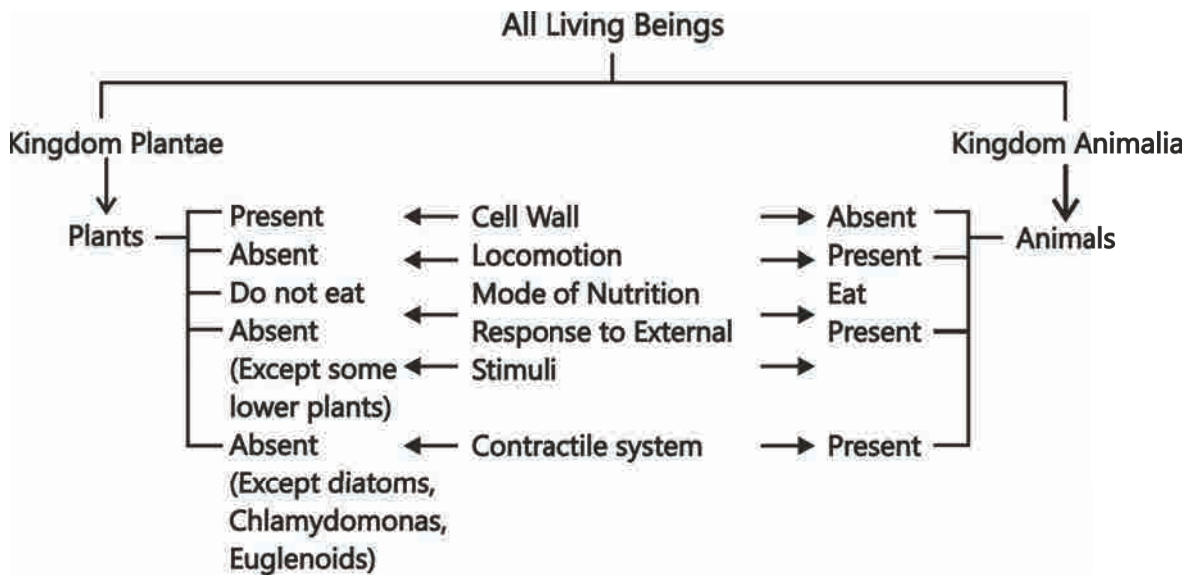 All Living Beings
Kingdom Plantae Kingdom Animalia
Present Cell Wall Absent
Plants Animals
Absent Locomotion Present
Do not eat Mode of Nutrition Eat
Absent Response to External Present
(Except some Stimuli
lower plants)
Absent Contractile system Present
(Except diatoms,
Chlamydomonas,
Euglenoids)